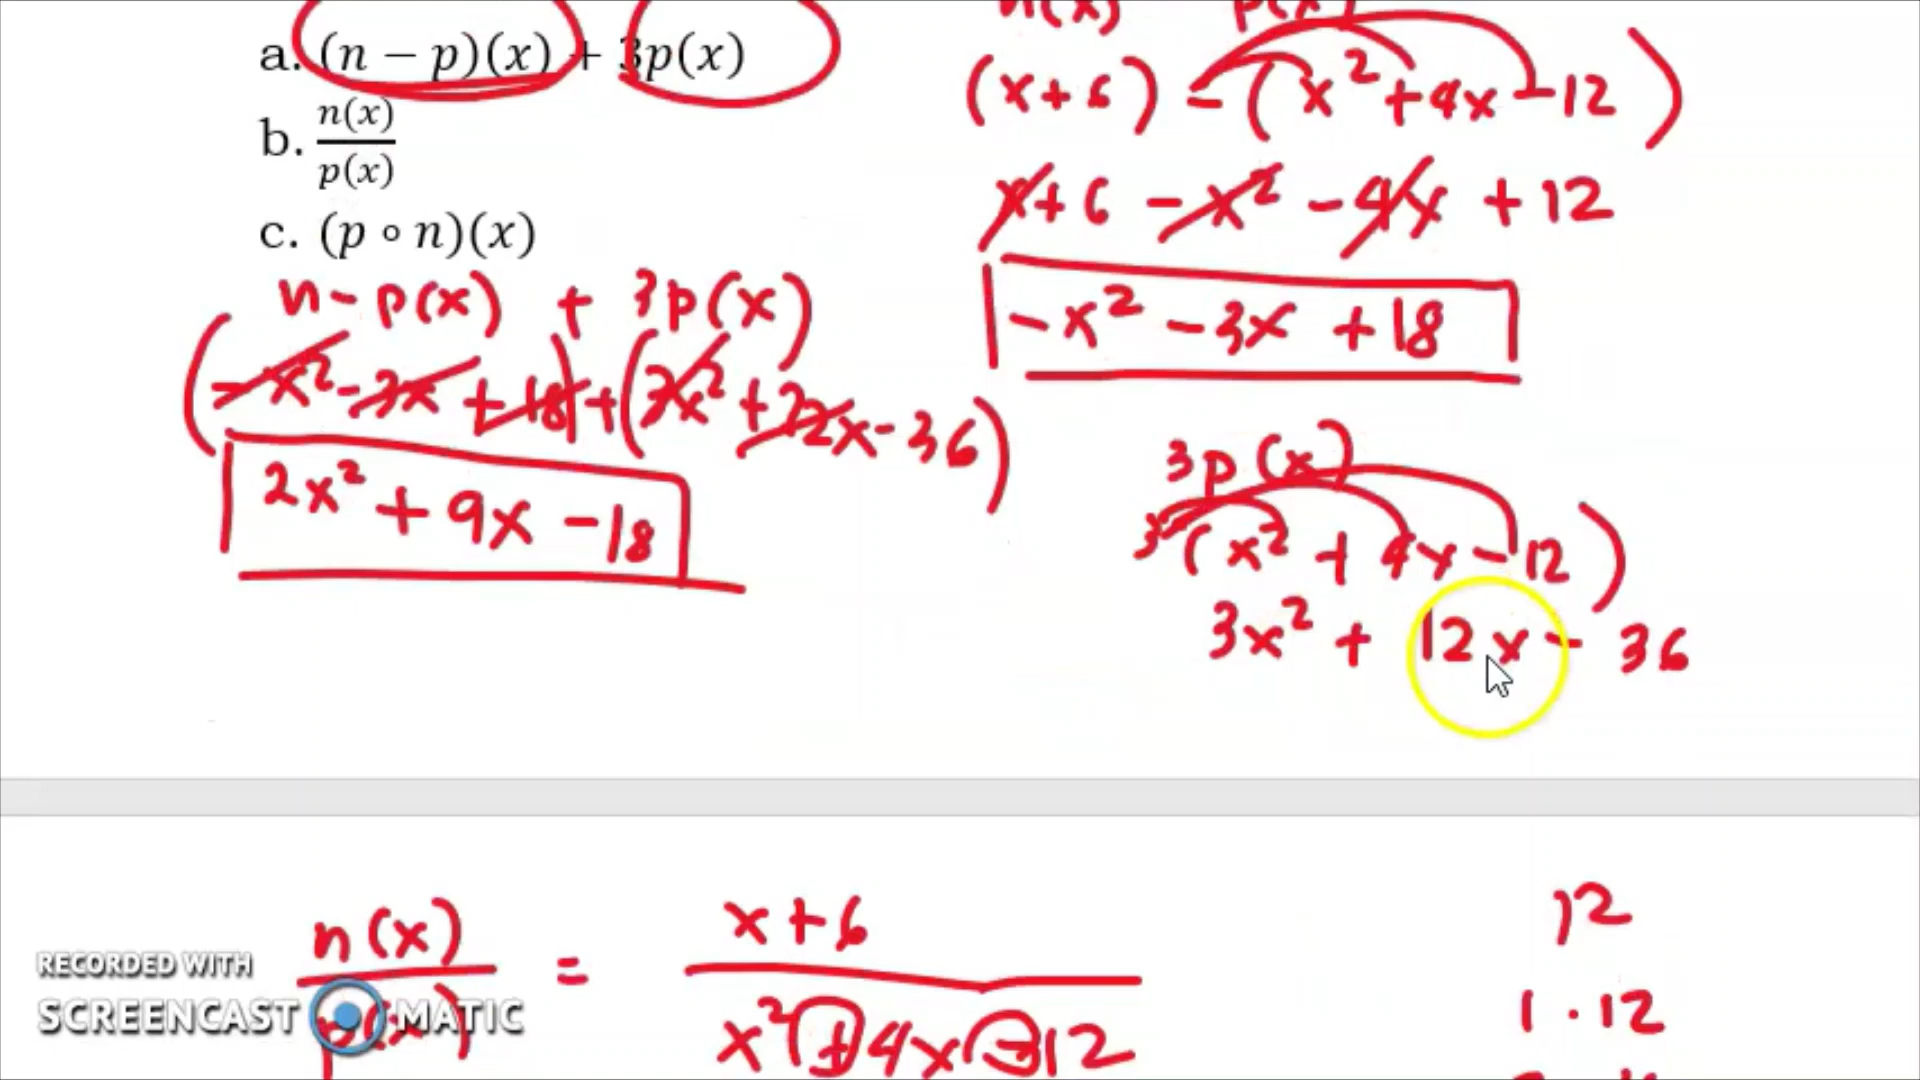 a. (n − p)(x) + 3p(x)
b. n(x)/p(x)
c. (p ∘ n)(x)
n(x) p(x)
(x+6) − (x² + 4x − 12)
x + 6 − x² − 4x + 12
− x² − 3x + 18
n − p(x) + 3p(x)
(− x² − 3x + 18) + (3x² + 12x − 36)
2x² + 9x − 18
3p(x)
3(x² + 4x − 12)
3x² + 12x − 36
n(x)/p(x) = x + 6/x² + 4x − 12
12
1 · 12
RECORDED WITH
SCREENCAST MATIC